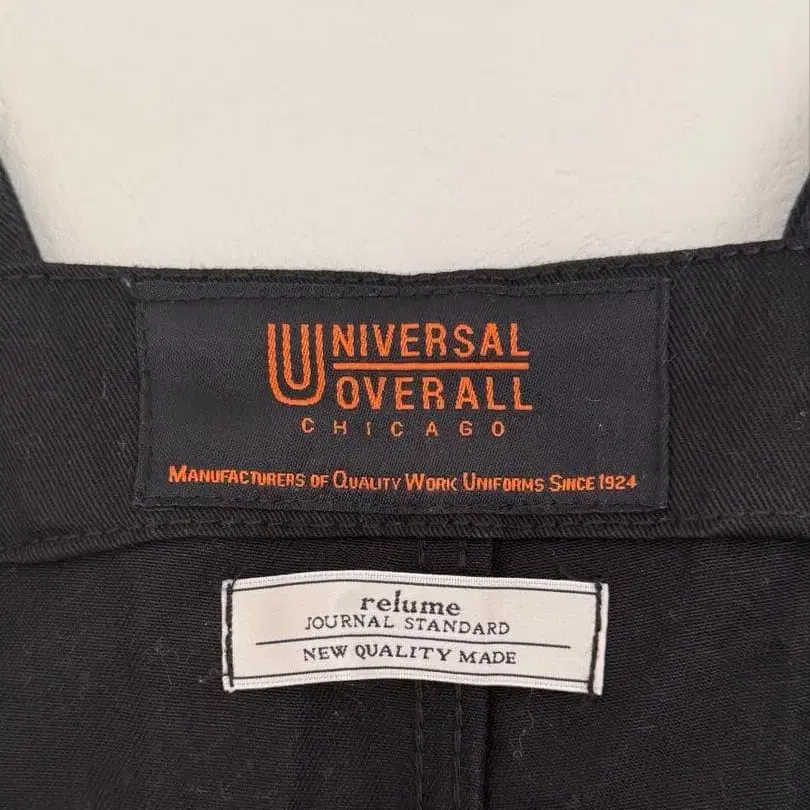 UNIVERSAL
OVERALL
CHICAGO
MANUFACTURERS OF QUALITY WORK UNIFORMS SINCE 1924
relume
JOURNAL STANDARD
NEW QUALITY MADE